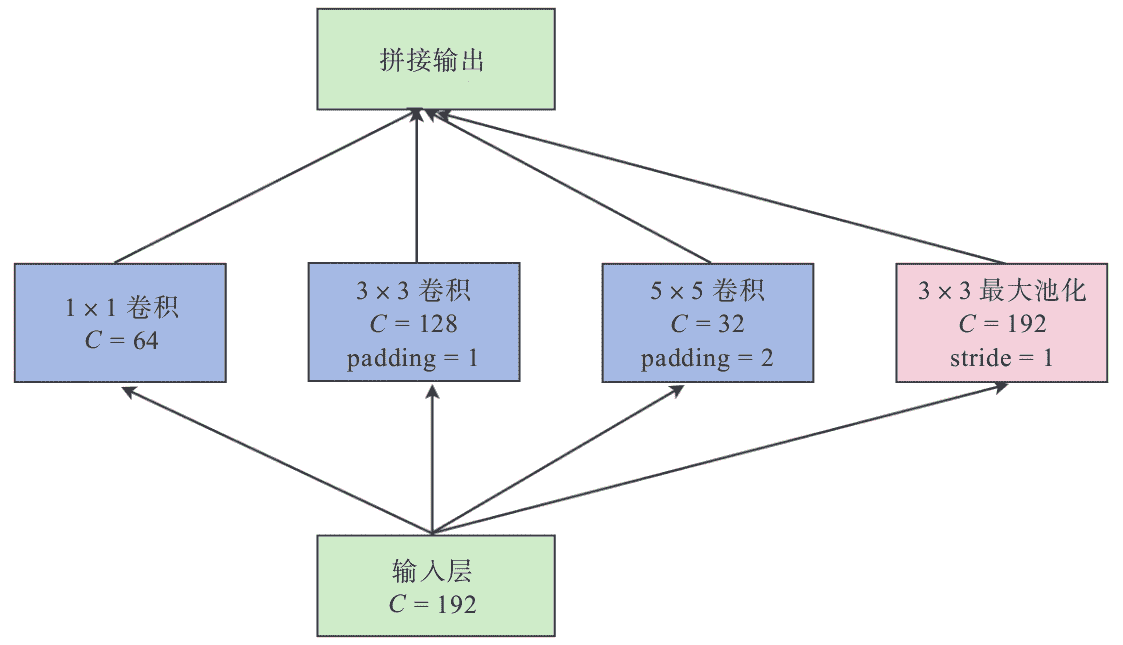 拼接输出
1 × 1 卷积
C = 64
3 × 3 卷积
C = 128
padding = 1
5 × 5 卷积
C = 32
padding = 2
3 × 3 最大池化
C = 192
stride = 1
输入层
C = 192